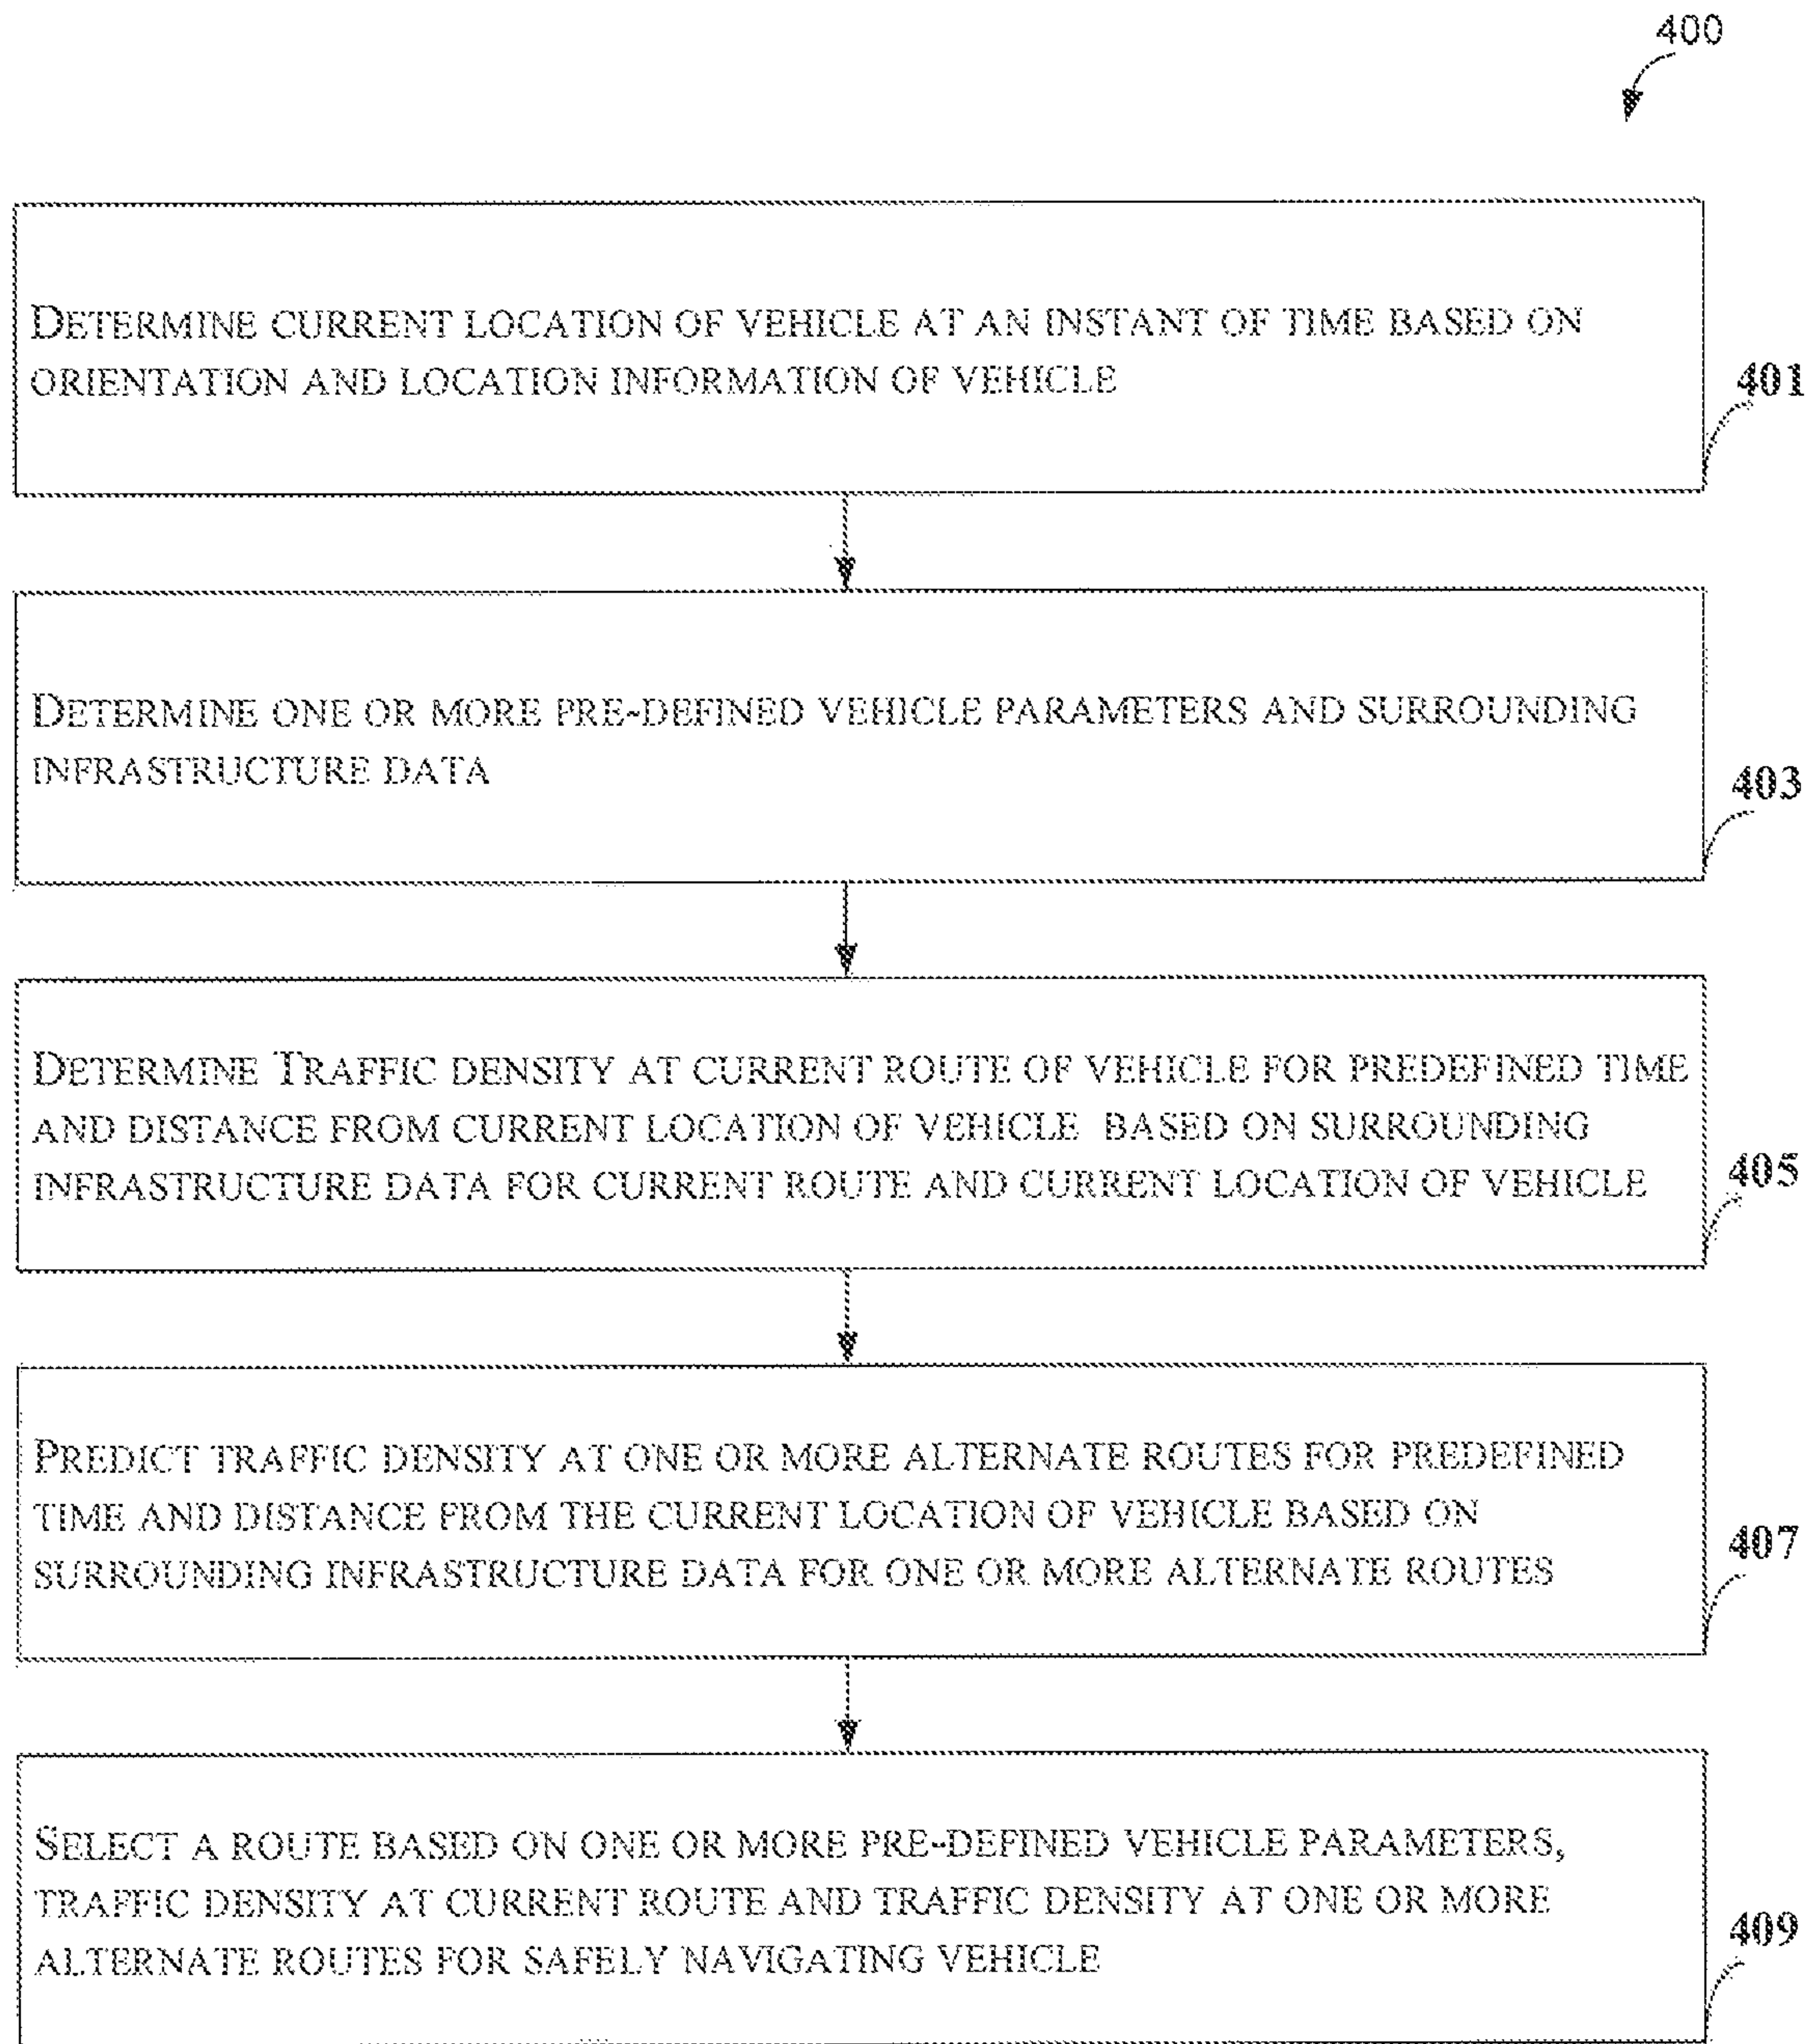 400
DETERMINE CURRENT LOCATION OF VEHICLE AT AN INSTANT OF TIME BASED ON
ORIENTATION AND LOCATION INFORMATION OF VEHICLE
401
DETERMINE ONE OR MORE PRE-DEFINED VEHICLE PARAMETERS AND SURROUNDING
INFRASTRUCTURE DATA
403
DETERMINE TRAFFIC DENSITY AT CURRENT ROUTE OF VEHICLE FOR PREDEFINED TIME
AND DISTANCE FROM CURRENT LOCATION OF VEHICLE BASED ON SURROUNDING
INFRASTRUCTURE DATA FOR CURRENT ROUTE AND CURRENT LOCATION OF VEHICLE
405
PREDICT TRAFFIC DENSITY AT ONE OR MORE ALTERNATE ROUTES FOR PREDEFINED
TIME AND DISTANCE FROM THE CURRENT LOCATION OF VEHICLE BASED ON
SURROUNDING INFRASTRUCTURE DATA FOR ONE OR MORE ALTERNATE ROUTES
407
SELECT A ROUTE BASED ON ONE OR MORE PRE-DEFINED VEHICLE PARAMETERS,
TRAFFIC DENSITY AT CURRENT ROUTE AND TRAFFIC DENSITY AT ONE OR MORE
ALTERNATE ROUTES FOR SAFELY NAVIGATING VEHICLE
409